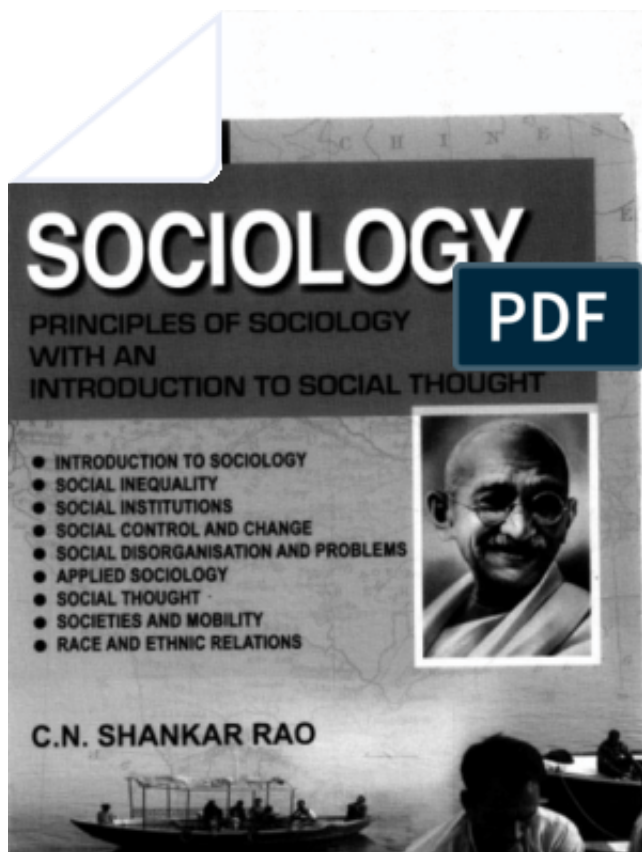 C H I N E S E
SOCIOLOGY
PDF
PRINCIPLES OF SOCIOLOGY
WITH AN
INTRODUCTION TO SOCIAL THOUGHT
● INTRODUCTION TO SOCIOLOGY
● SOCIAL INEQUALITY
● SOCIAL INSTITUTIONS
● SOCIAL CONTROL AND CHANGE
● SOCIAL DISORGANISATION AND PROBLEMS
● APPLIED SOCIOLOGY
● SOCIAL THOUGHT
● SOCIETIES AND MOBILITY
● RACE AND ETHNIC RELATIONS
C.N. SHANKAR RAO